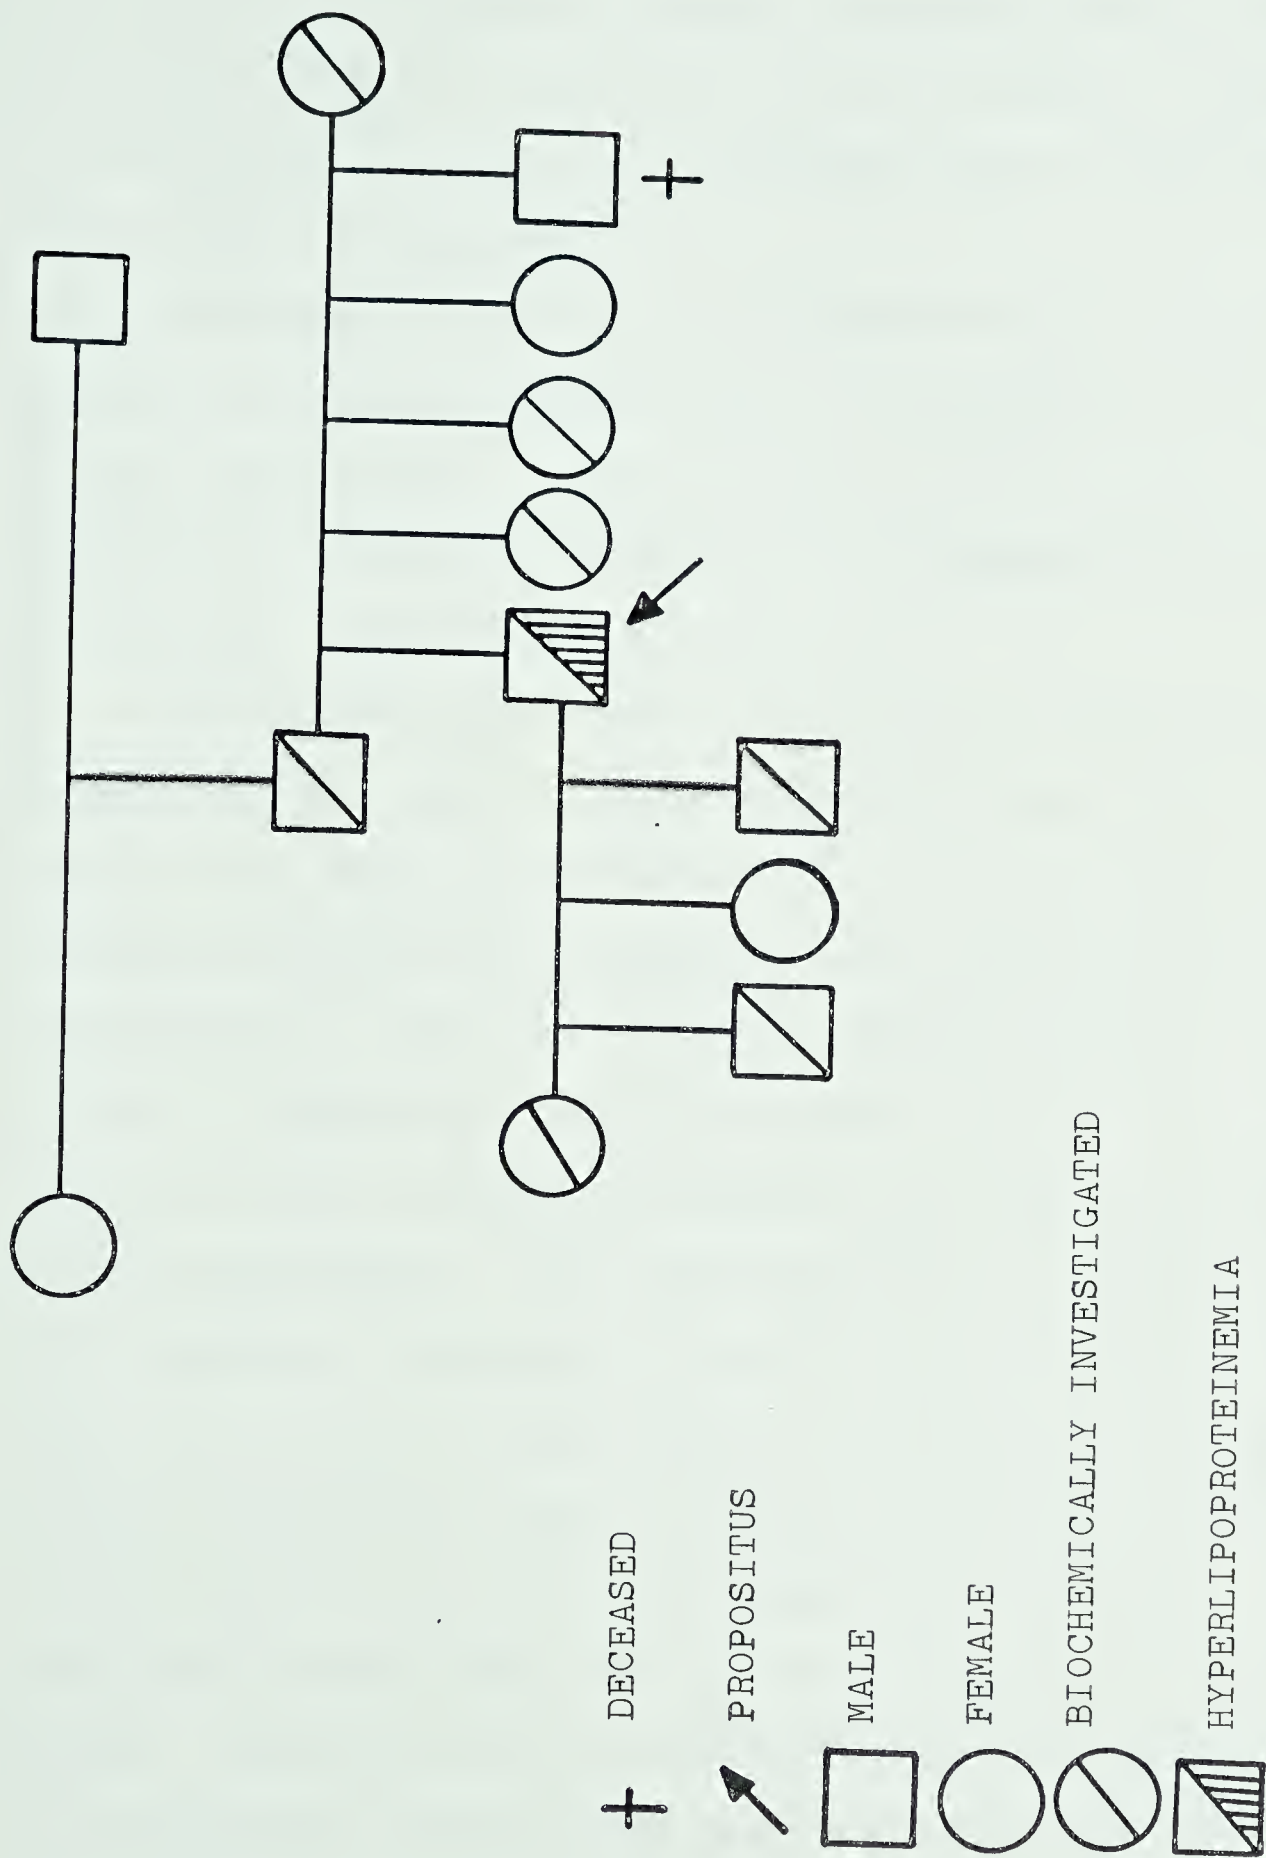 DECEASED
PROPOSITUS
MALE
FEMALE
BIOCHEMICALLY INVESTIGATED
HYPERLIPOPROTEINEMIA